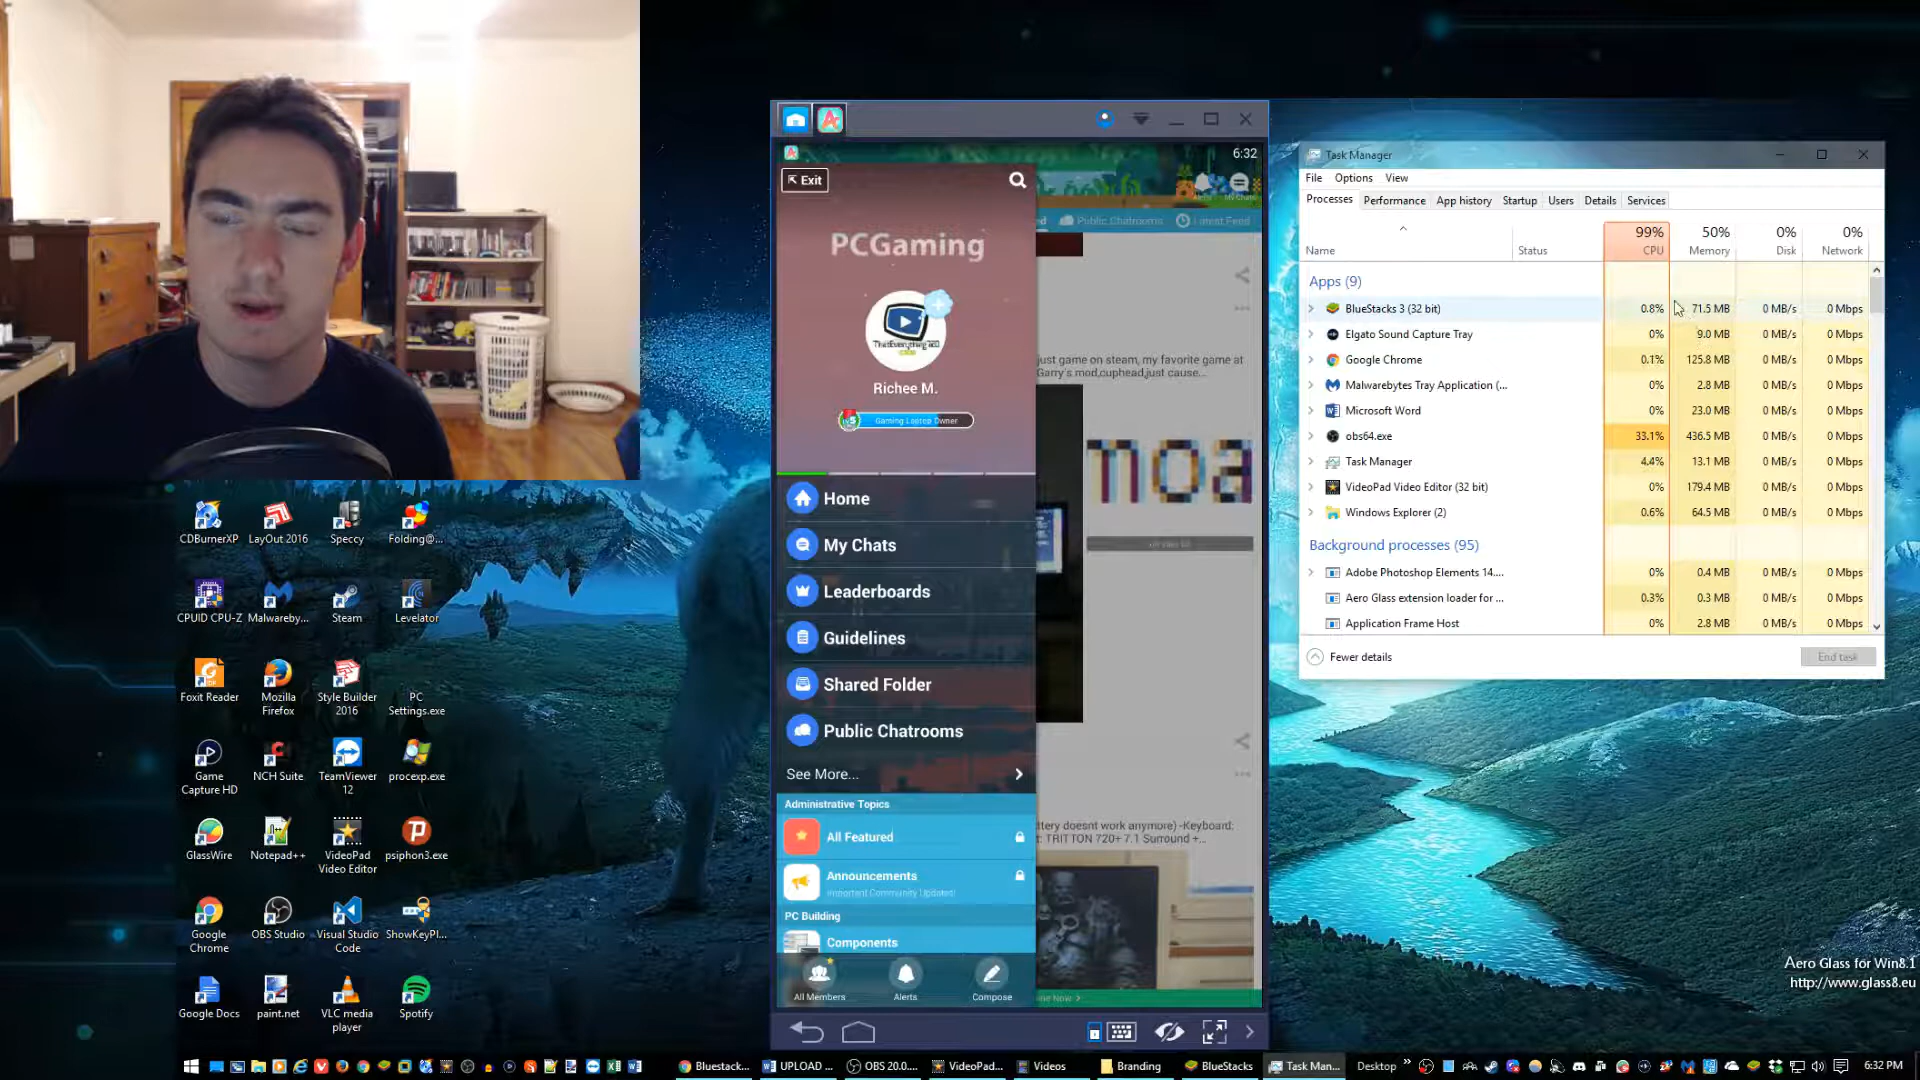 6:32
Exit
PCGaming
Richee M.
Gaming Laptop Owner
Home
My Chats
Leaderboards
Guidelines
Shared Folder
Public Chatrooms
See More...
Administrative Topics
All Featured
Announcements
Important Community Updates!
PC Building
Components
All Members
Alerts
Compose
Public Chatrooms
Latest Feed
just game on steam, my favorite game at
Garry's mod,cuphead,just cause...
ttery doesnt work anymore) -Keyboard:
t: TRITTON 720+ 7.1 Surround +...
Task Manager
File Options View
Processes Performance App history Startup Users Details Services
99% 50% 0% 0%
Name Status CPU Memory Disk Network
Apps (9)
BlueStacks 3 (32 bit) 0.8% 71.5 MB 0 MB/s 0 Mbps
Elgato Sound Capture Tray 0% 9.0 MB 0 MB/s 0 Mbps
Google Chrome 0.1% 125.8 MB 0 MB/s 0 Mbps
Malwarebytes Tray Application (... 0% 2.8 MB 0 MB/s 0 Mbps
Microsoft Word 0% 23.0 MB 0 MB/s 0 Mbps
obs64.exe 33.1% 436.5 MB 0 MB/s 0 Mbps
Task Manager 4.4% 13.1 MB 0 MB/s 0 Mbps
VideoPad Video Editor (32 bit) 0% 179.4 MB 0 MB/s 0 Mbps
Windows Explorer (2) 0.6% 64.5 MB 0 MB/s 0 Mbps
Background processes (95)
Adobe Photoshop Elements 14.... 0% 0.4 MB 0 MB/s 0 Mbps
Aero Glass extension loader for ... 0.3% 0.3 MB 0 MB/s 0 Mbps
Application Frame Host 0% 2.8 MB 0 MB/s 0 Mbps
Fewer details
End task
CDBurnerXP LayOut 2016 Speccy Folding@...
CPUID CPU-Z Malwareby... Steam Levelator
Foxit Reader Mozilla Firefox Style Builder 2016 PC Settings.exe
Game Capture HD NCH Suite TeamViewer 12 procexp.exe
GlassWire Notepad++ VideoPad Video Editor psiphon3.exe
Google Chrome OBS Studio Visual Studio Code ShowKeyPl...
Google Docs paint.net VLC media player Spotify
Aero Glass for Win8.1
http://www.glass8.eu
Bluestack... UPLOAD ... OBS 20.0.... VideoPad... Videos Branding BlueStacks Task Man... Desktop 6:32 PM